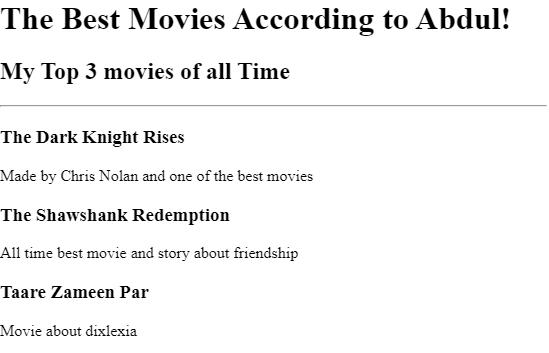 The Best Movies According to Abdul!
My Top 3 movies of all Time
The Dark Knight Rises
Made by Chris Nolan and one of the best movies
The Shawshank Redemption
All time best movie and story about friendship
Taare Zameen Par
Movie about dixlexia